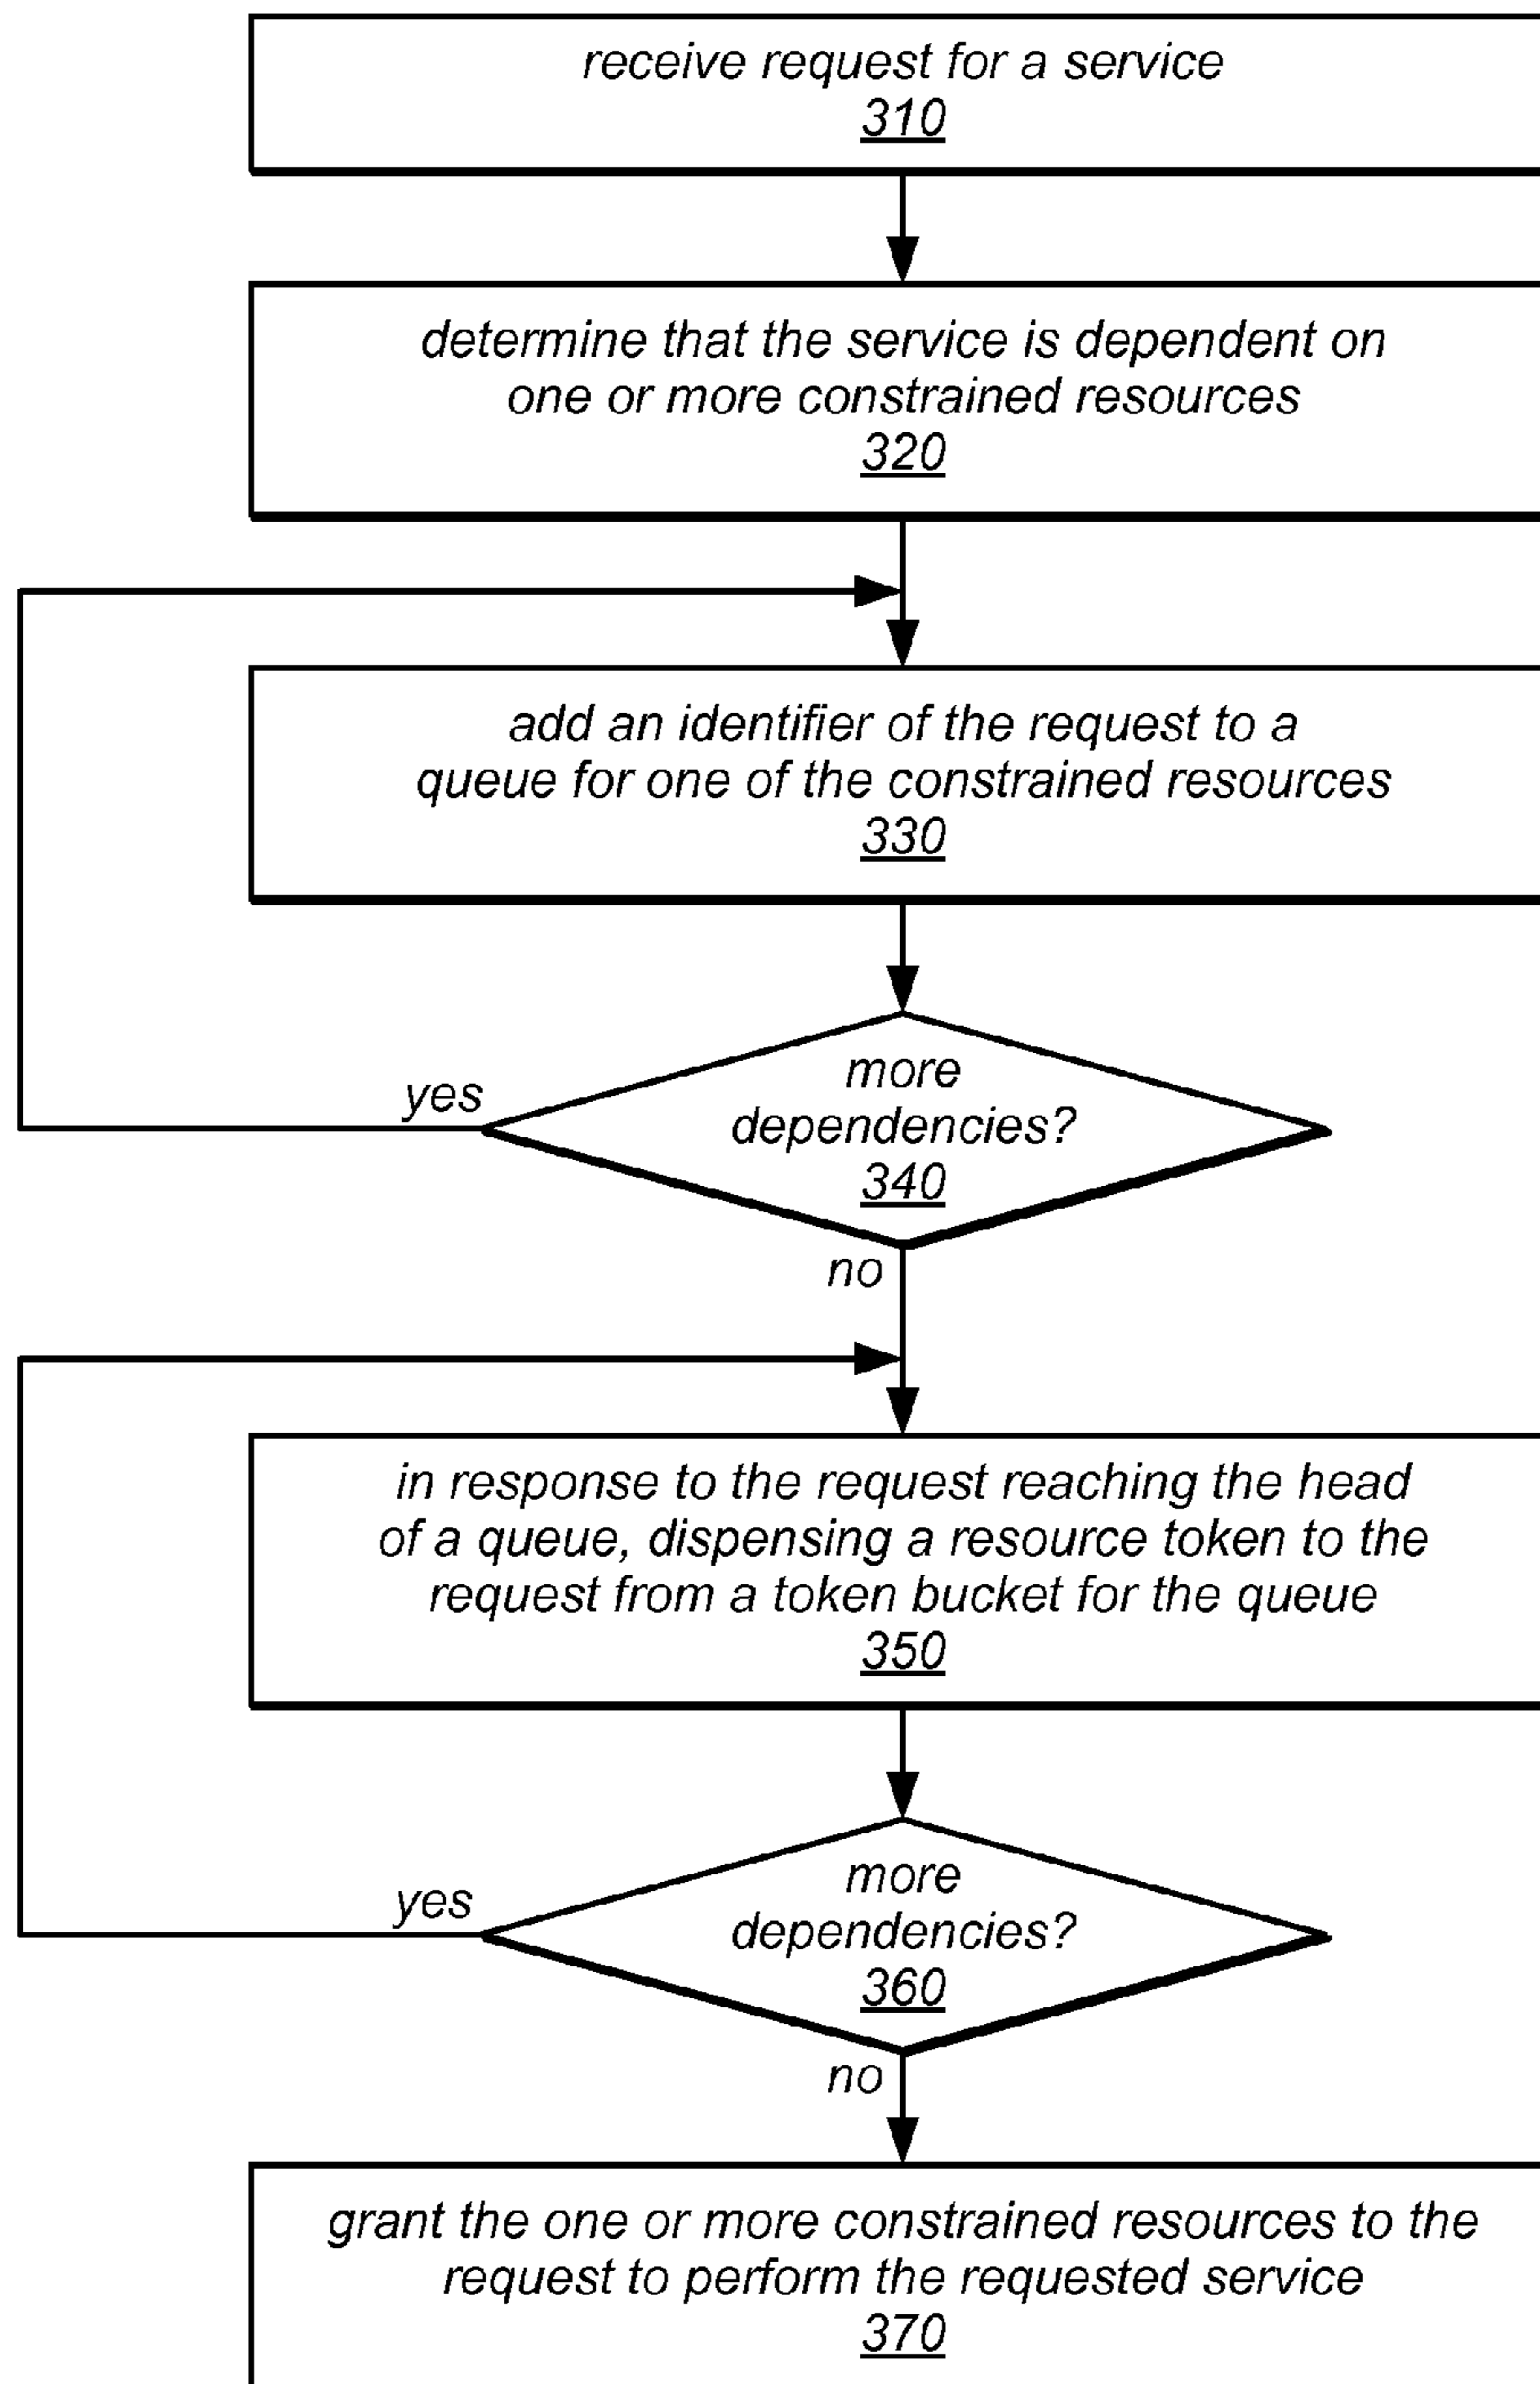 receive request for a service
310
determine that the service is dependent on
one or more constrained resources
320
add an identifier of the request to a
queue for one of the constrained resources
330
more
dependencies?
340
yes
no
in response to the request reaching the head
of a queue, dispensing a resource token to the
request from a token bucket for the queue
350
more
dependencies?
360
yes
no
grant the one or more constrained resources to the
request to perform the requested service
370